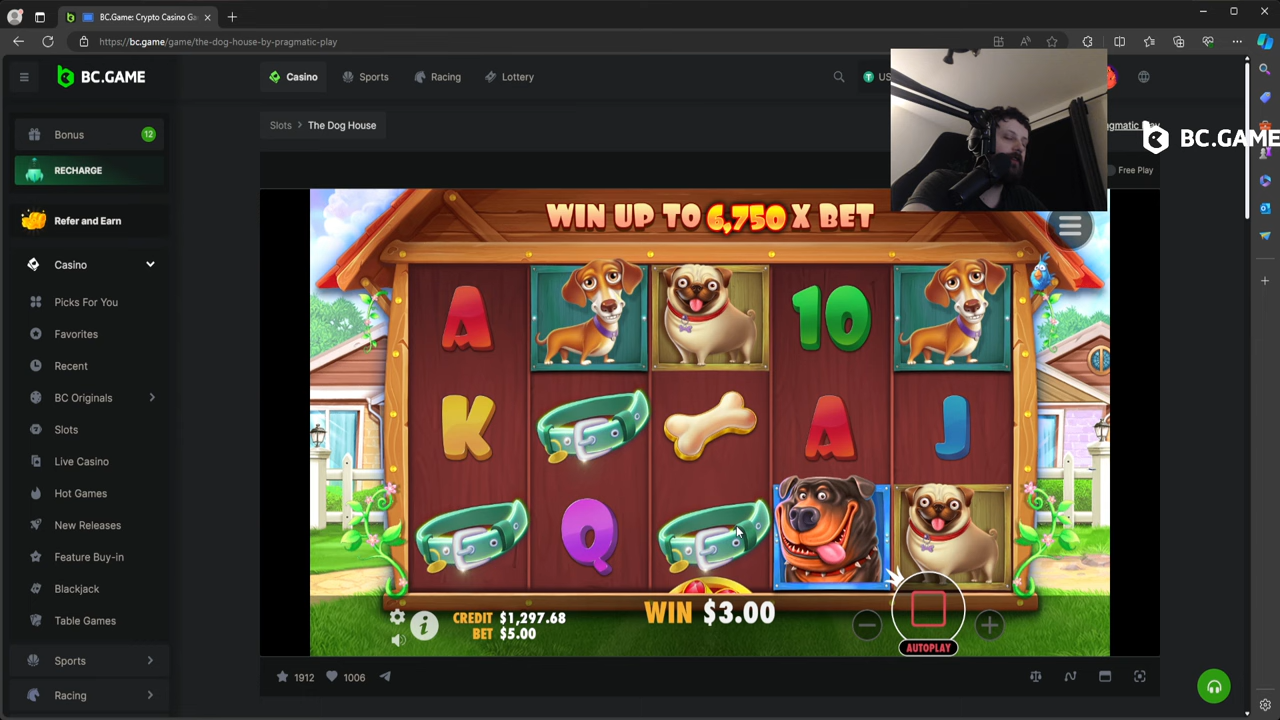 BC.Game: Crypto Casino Ga
https://bc.game/game/the-dog-house-by-pragmatic-play
BC.GAME
Casino
Sports
Racing
Lottery
US
Bonus
12
RECHARGE
Refer and Earn
Casino
Picks For You
Favorites
Recent
BC Originals
Slots
Live Casino
Hot Games
New Releases
Feature Buy-in
Blackjack
Table Games
Sports
Racing
Slots > The Dog House
BC.GAME
Free Play
WIN UP TO 6,750 X BET
A
10
K
A
J
Q
CREDIT $1,297.68
BET $5.00
WIN $3.00
AUTOPLAY
1912
1006